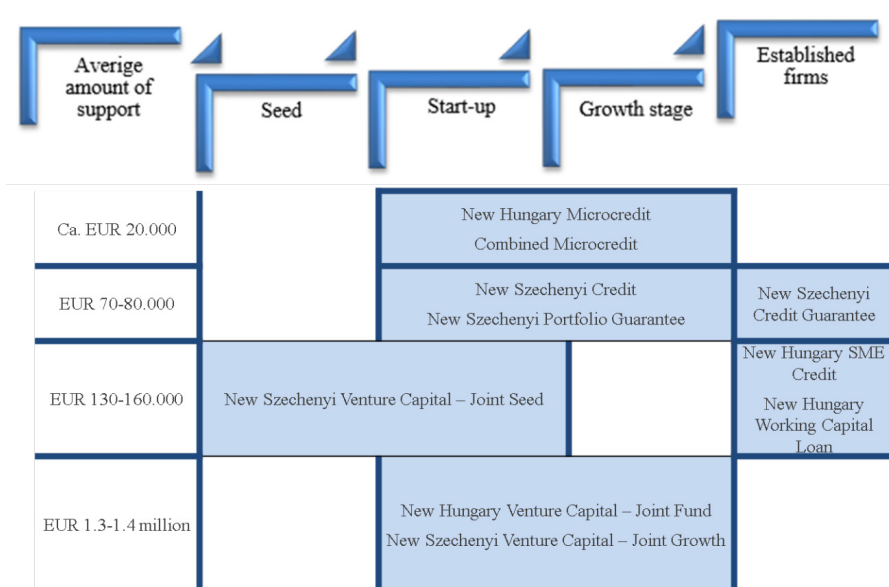 Averige
amount of
support
Seed
Start-up
Growth stage
Established
firms
Ca. EUR 20.000
New Hungary Microcredit
Combined Microcredit
EUR 70-80.000
New Szechenyi Credit
New Szechenyi Portfolio Guarantee
New Szechenyi
Credit Guarantee
EUR 130-160.000
New Szechenyi Venture Capital – Joint Seed
New Hungary SME
Credit
New Hungary
Working Capital
Loan
EUR 1.3-1.4 million
New Hungary Venture Capital – Joint Fund
New Szechenyi Venture Capital – Joint Growth